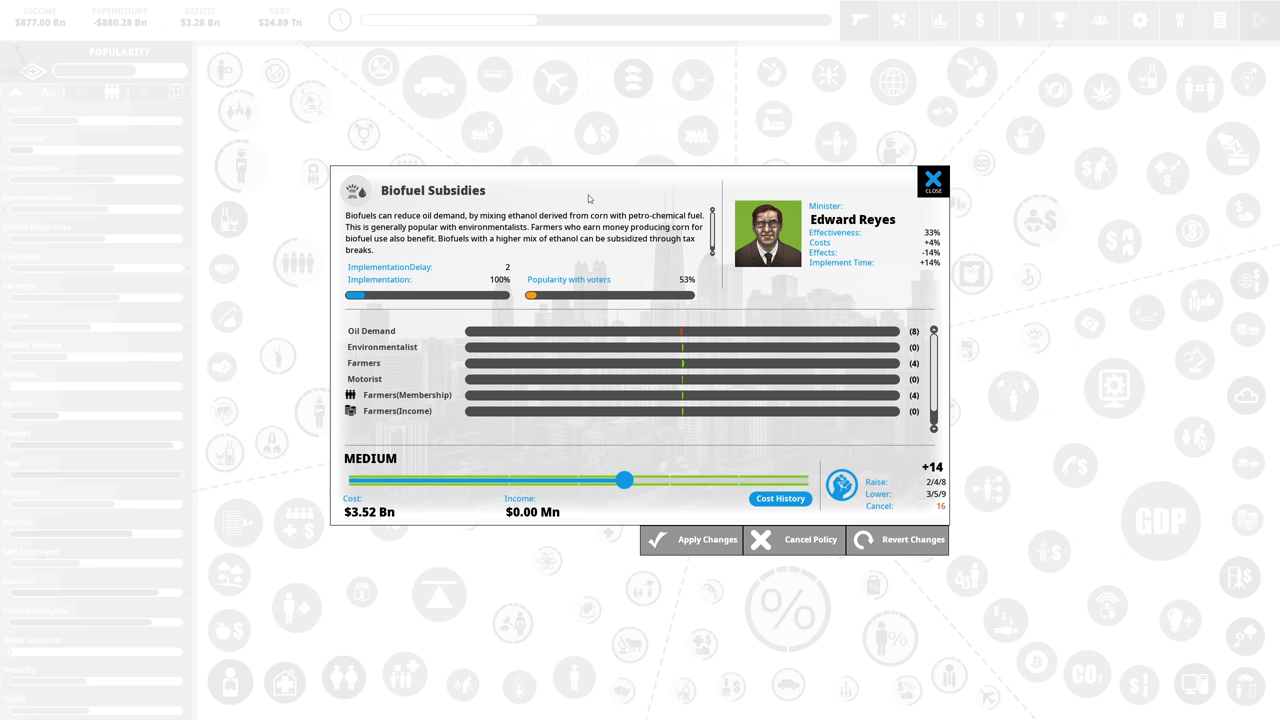 INCOME EXPENDITURE DEFICIT DEBT
$877.00 Bn -$880.28 Bn $3.28 Bn $24.89 Tn
POPULARITY
Biofuel Subsidies
CLOSE
Biofuels can reduce oil demand, by mixing ethanol derived from corn with petro-chemical fuel.
This is generally popular with environmentalists. Farmers who earn money producing corn for
biofuel use also benefit. Biofuels with a higher mix of ethanol can be subsidized through tax
breaks.
ImplementationDelay: 2
Implementation: 100%
Popularity with voters 53%
Minister:
Edward Reyes
Effectiveness: 33%
Costs +4%
Effects: -14%
Implement Time: +14%
Oil Demand (8)
Environmentalist (0)
Farmers (4)
Motorist (0)
Farmers(Membership) (4)
Farmers(Income) (0)
MEDIUM
Cost: Income:
$3.52 Bn $0.00 Mn
Cost History
+14
Raise: 2/4/8
Lower: 3/5/9
Cancel: 16
Apply Changes Cancel Policy Revert Changes
GDP
CO₂